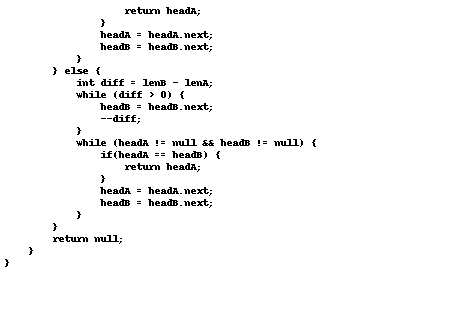 return headA;
                }
                headA = headA.next;
                headB = headB.next;
            }
        } else {
            int diff = lenB - lenA;
            while (diff > 0) {
                headB = headB.next;
                --diff;
            }
            while (headA != null && headB != null) {
                if(headA == headB) {
                    return headA;
                }
                headA = headA.next;
                headB = headB.next;
            }
        }
        return null;
    }
}